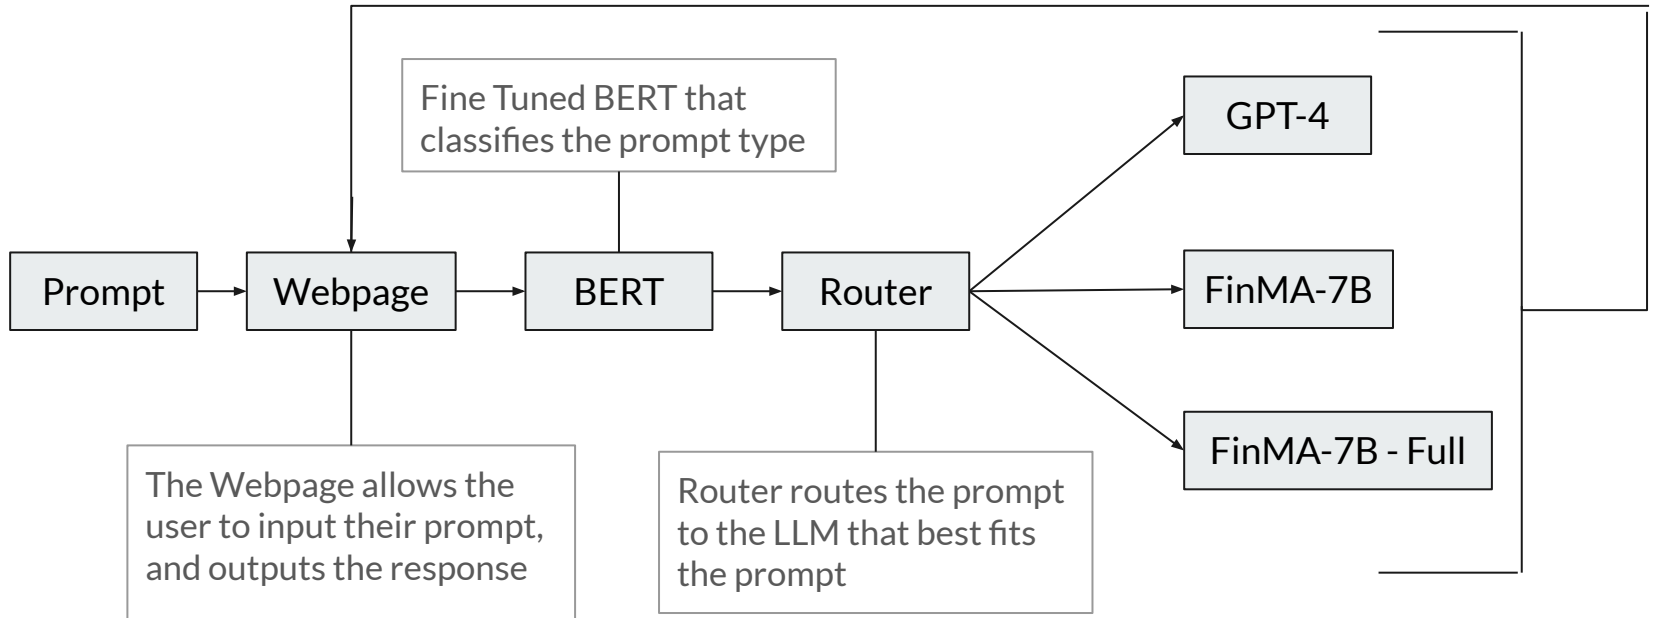 Fine Tuned BERT that
classifies the prompt type
GPT-4
Prompt
Webpage
BERT
Router
FinMA-7B
FinMA-7B - Full
The Webpage allows the
user to input their prompt,
and outputs the response
Router routes the prompt
to the LLM that best fits
the prompt